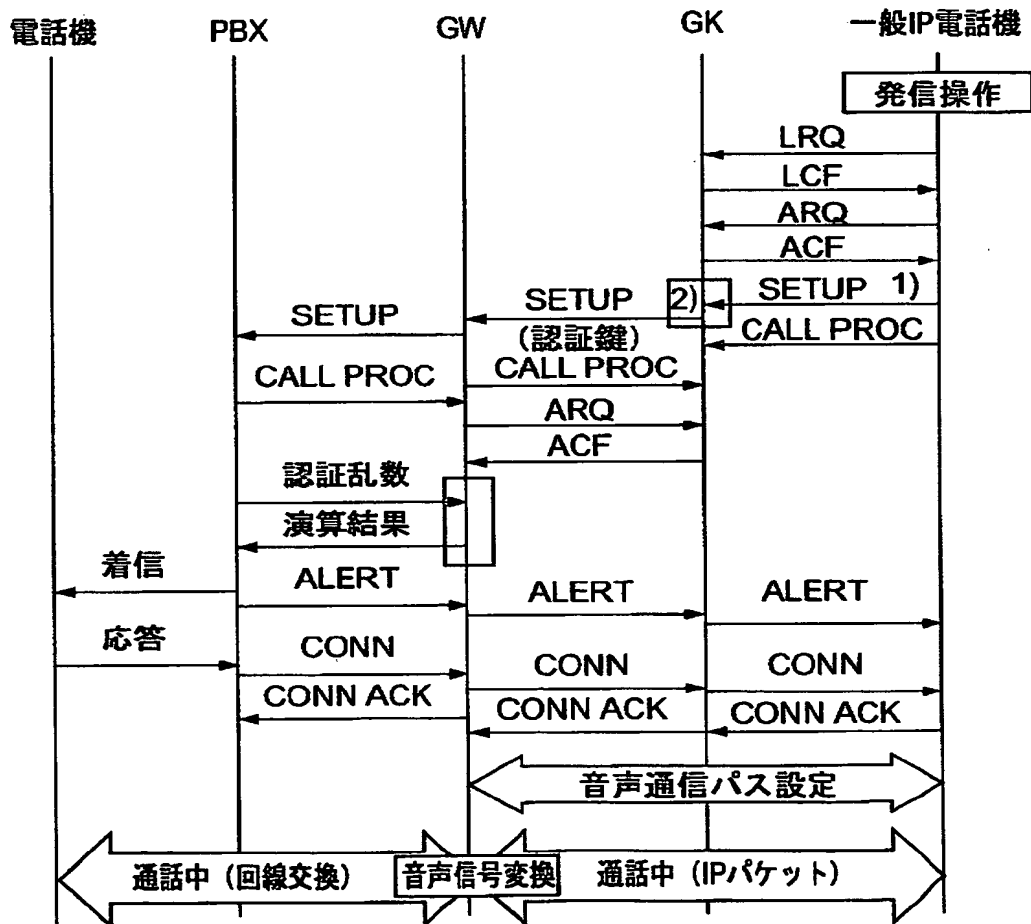 電話機 PBX GW GK 一般IP電話機
発信操作
LRQ
LCF
ARQ
ACF
SETUP 1)
2)
SETUP
(認証鍵)
SETUP
CALL PROC
CALL PROC
CALL PROC
ARQ
ACF
認証乱数
演算結果
着信
ALERT
ALERT
ALERT
応答
CONN
CONN
CONN
CONN ACK
CONN ACK
CONN ACK
音声通信パス設定
通話中(回線交換)
音声信号変換
通話中(IPパケット)